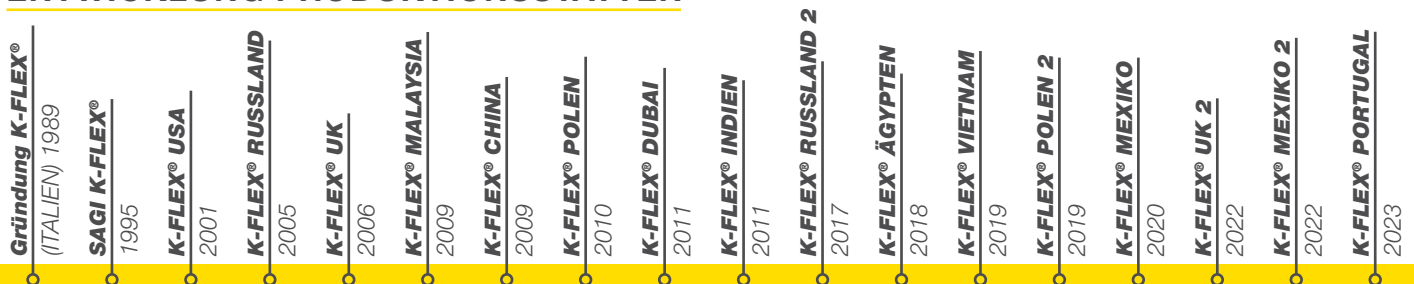 Gründung K-FLEX®
(ITALIEN) 1989
SAGI K-FLEX®
1995
K-FLEX® USA
2001
K-FLEX® RUSSLAND
2005
K-FLEX® UK
2006
K-FLEX® MALAYSIA
2009
K-FLEX® CHINA
2009
K-FLEX® POLEN
2010
K-FLEX® DUBAI
2011
K-FLEX® INDIEN
2011
K-FLEX® RUSSLAND 2
2017
K-FLEX® ÄGYPTEN
2018
K-FLEX® VIETNAM
2019
K-FLEX® POLEN 2
2019
K-FLEX® MEXIKO
2020
K-FLEX® UK 2
2022
K-FLEX® MEXIKO 2
2022
K-FLEX® PORTUGAL
2023